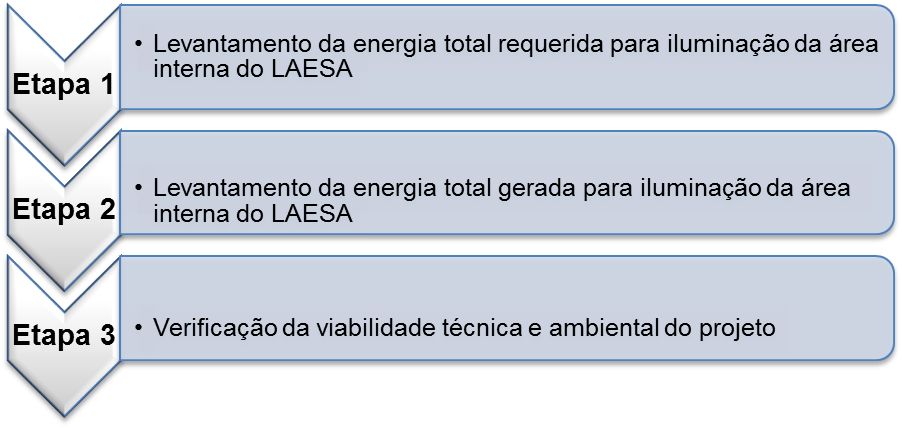 Etapa 1
• Levantamento da energia total requerida para iluminação da área
interna do LAESA
Etapa 2
• Levantamento da energia total gerada para iluminação da área
interna do LAESA
Etapa 3
• Verificação da viabilidade técnica e ambiental do projeto